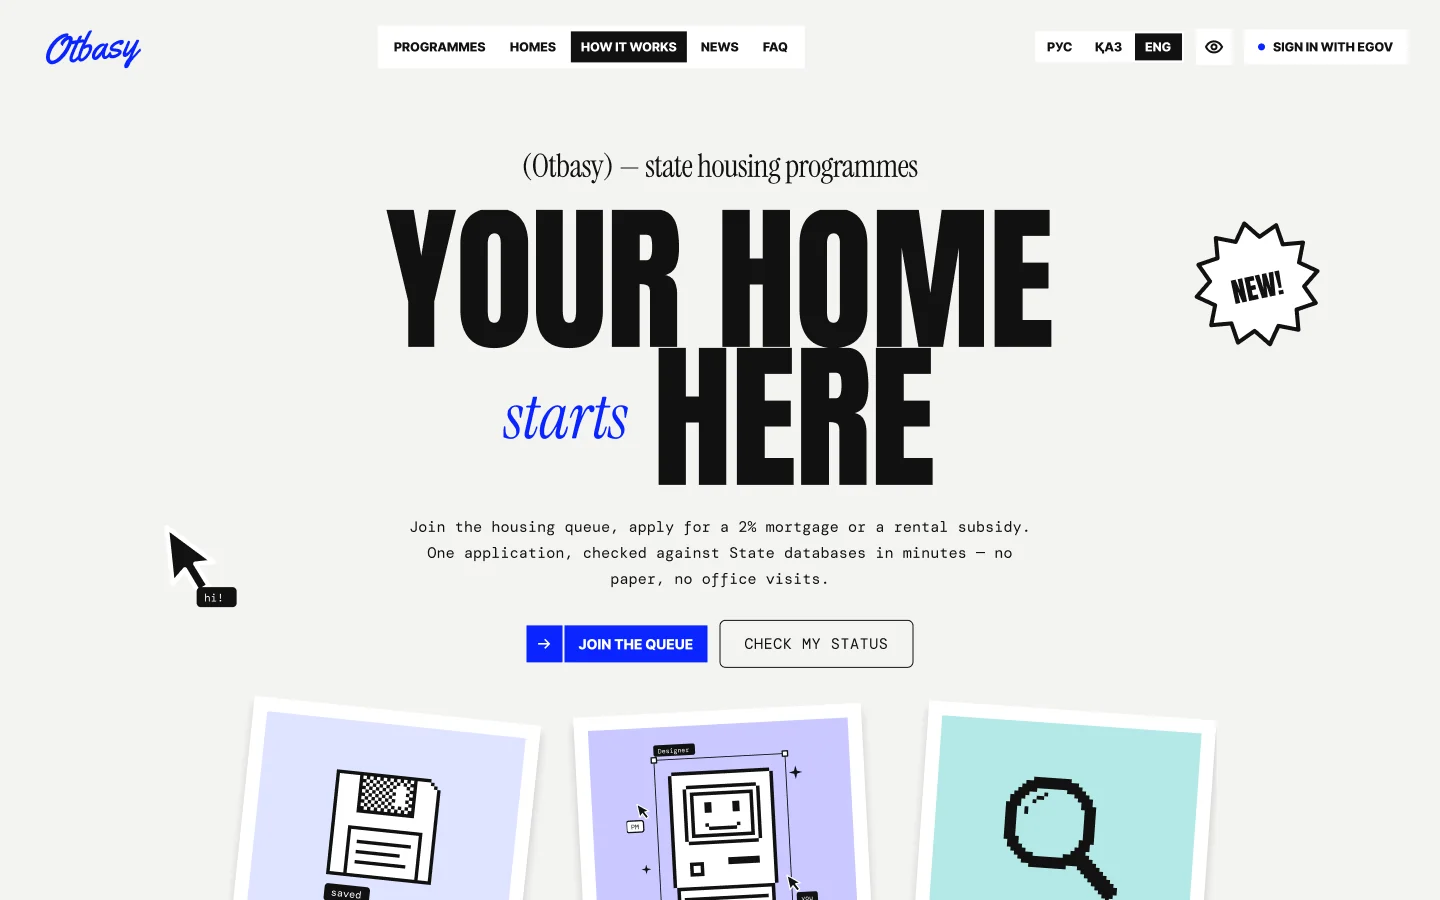 Otbasy
PROGRAMMES HOMES HOW IT WORKS NEWS FAQ
РУС ҚАЗ ENG
SIGN IN WITH EGOV
(Otbasy) — state housing programmes
YOUR HOME
starts HERE
NEW!
Join the housing queue, apply for a 2% mortgage or a rental subsidy.
One application, checked against State databases in minutes — no
paper, no office visits.
hi!
→ JOIN THE QUEUE
CHECK MY STATUS
Designer
PM
saved
you